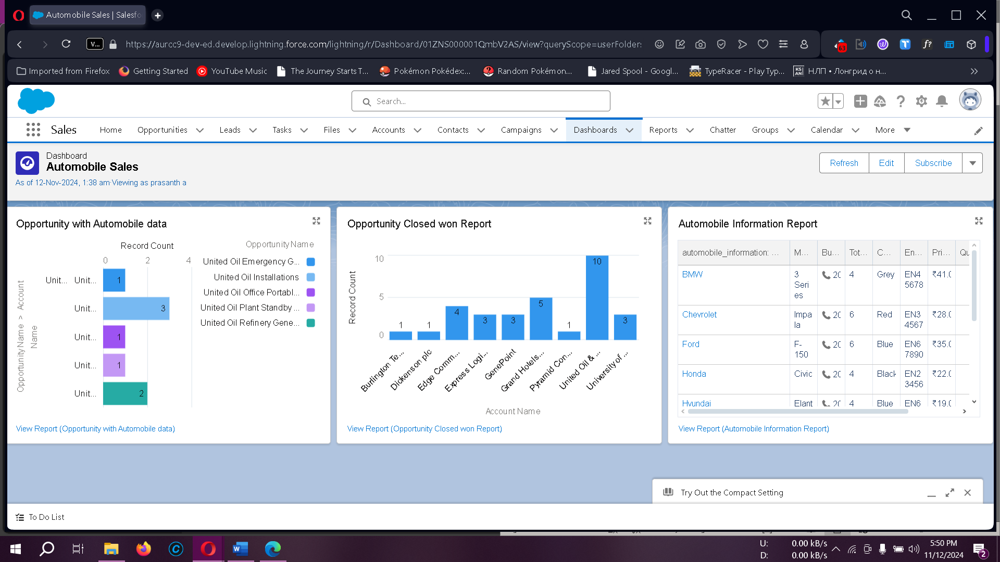 Automobile Sales | Salesfo
V...
https://aurcc9-dev-ed.develop.lightning.force.com/lightning/r/Dashboard/01ZNS000001QmbV2AS/view?queryScope=userFolders
63
f?
Imported from Firefox
Getting Started
YouTube Music
The Journey Starts T...
Pokémon Pokédex:...
Random Pokémon...
Jared Spool - Googl...
TypeRacer - Play Typ...
KS
ANI
НЛП • Лонгрид о н...
Search...
Sales
Home
Opportunities
Leads
Tasks
Files
Accounts
Contacts
Campaigns
Dashboards
Reports
Chatter
Groups
Calendar
More
Dashboard
Automobile Sales
As of 12-Nov-2024, 1:38 am·Viewing as prasanth a
Refresh
Edit
Subscribe
Opportunity with Automobile data
Record Count
0 2 4
Opportunity Name > Account
Name
Unit... Unit... 1
Unit... 3
Unit... 1
Unit... 1
Unit... 2
Opportunity Name
United Oil Emergency G...
United Oil Installations
United Oil Office Portabl...
United Oil Plant Standby ...
United Oil Refinery Gene...
View Report (Opportunity with Automobile data)
Opportunity Closed won Report
Record Count
10
5
0
1 1 4 3 3 5 1 10 3
Burlington Te...
Dickenson plc
Edge Comm...
Express Logi...
GenePoint
Grand Hotels...
Pyramid Con...
United Oil & ...
University of ...
Account Name
View Report (Opportunity Closed won Report)
Automobile Information Report
automobile_information: ... M... Bu... Tot... C... En... Pri... Qu
BMW 3 Seri es 20 4 Grey EN4 5678 ₹41.0
Chevrolet Impa la 20 6 Red EN3 4567 ₹28.0
Ford F- 150 20 6 Blue EN6 7890 ₹35.0
Honda Civic 20 4 Black EN2 3456 ₹22.0
Hyundai Elant 20 4 Blue EN6 ₹19.0
View Report (Automobile Information Report)
Try Out the Compact Setting
To Do List
U: 0.00 kB/s
D: 0.00 kB/s
5:50 PM
11/12/2024
2